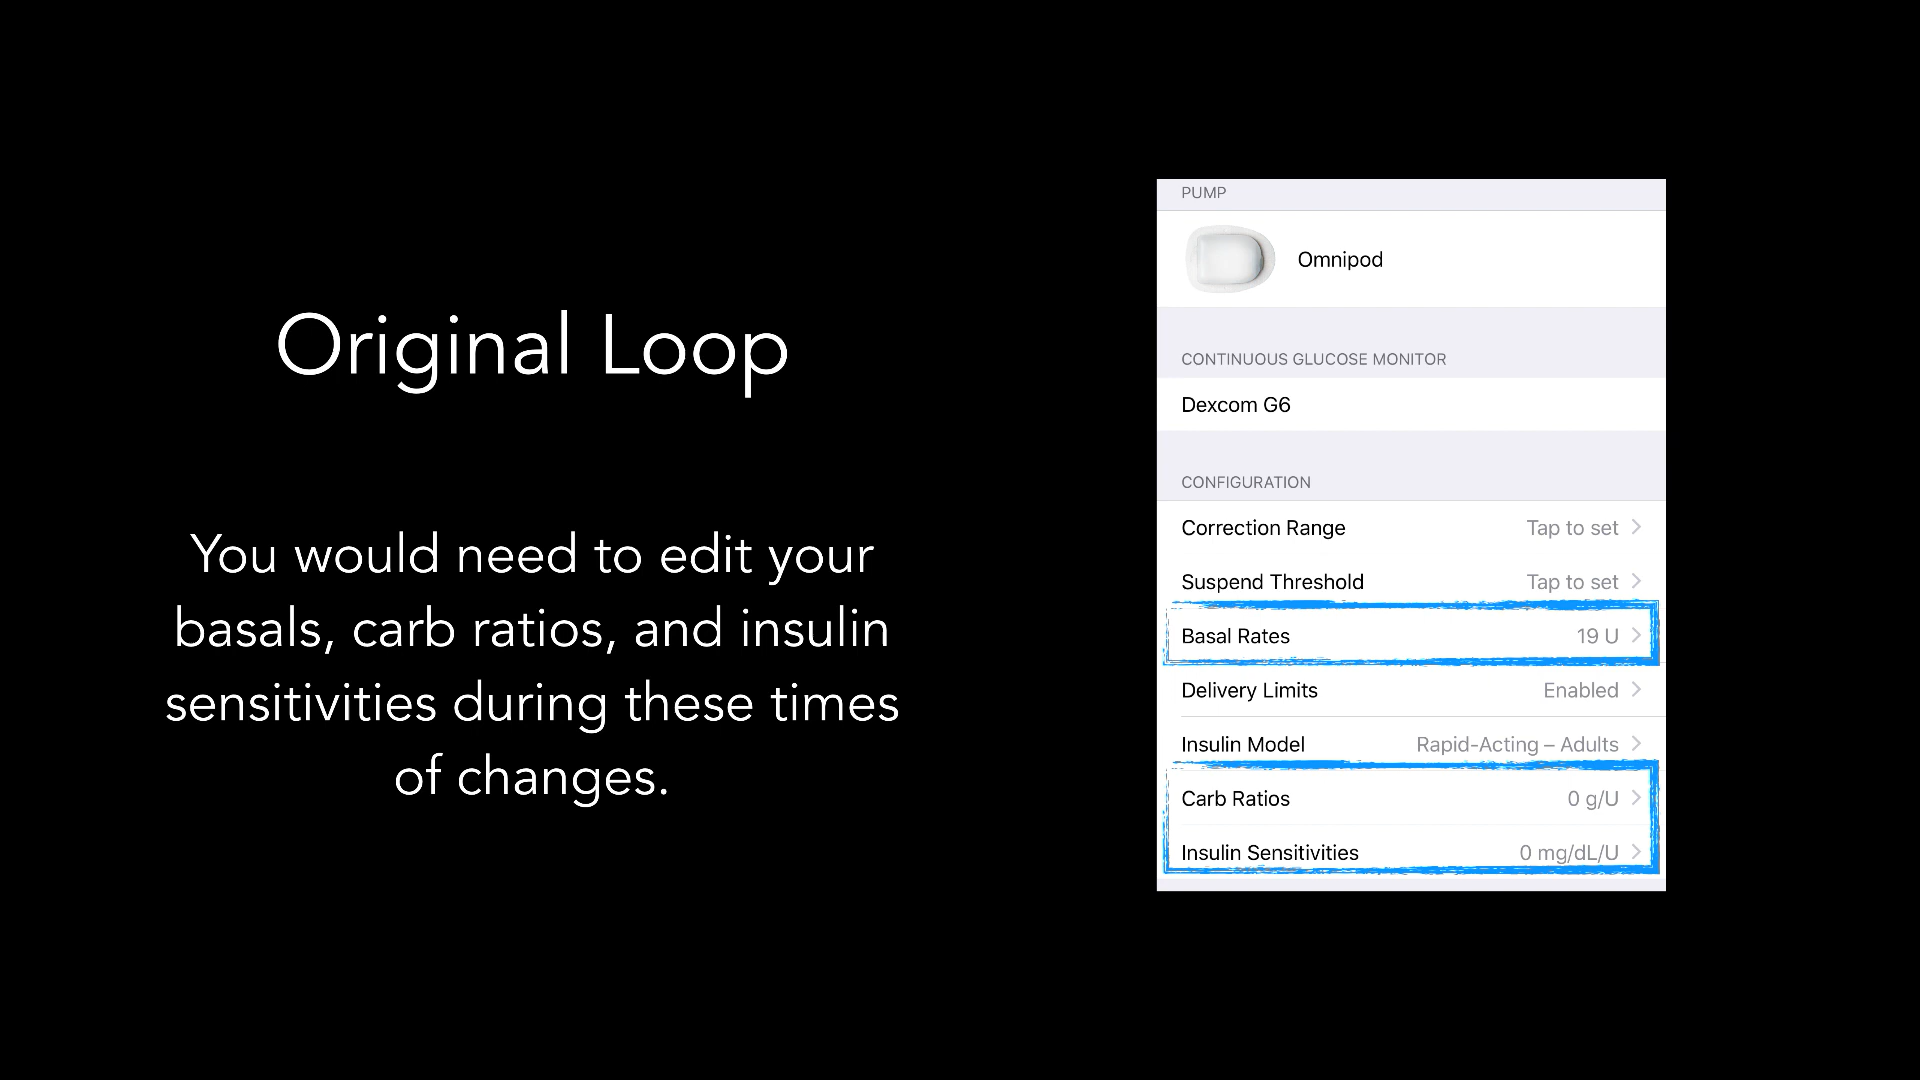 Original Loop
You would need to edit your
basals, carb ratios, and insulin
sensitivities during these times
of changes.
PUMP
Omnipod
CONTINUOUS GLUCOSE MONITOR
Dexcom G6
CONFIGURATION
Correction Range Tap to set
Suspend Threshold Tap to set
Basal Rates 19 U
Delivery Limits Enabled
Insulin Model Rapid-Acting – Adults
Carb Ratios 0 g/U
Insulin Sensitivities 0 mg/dL/U